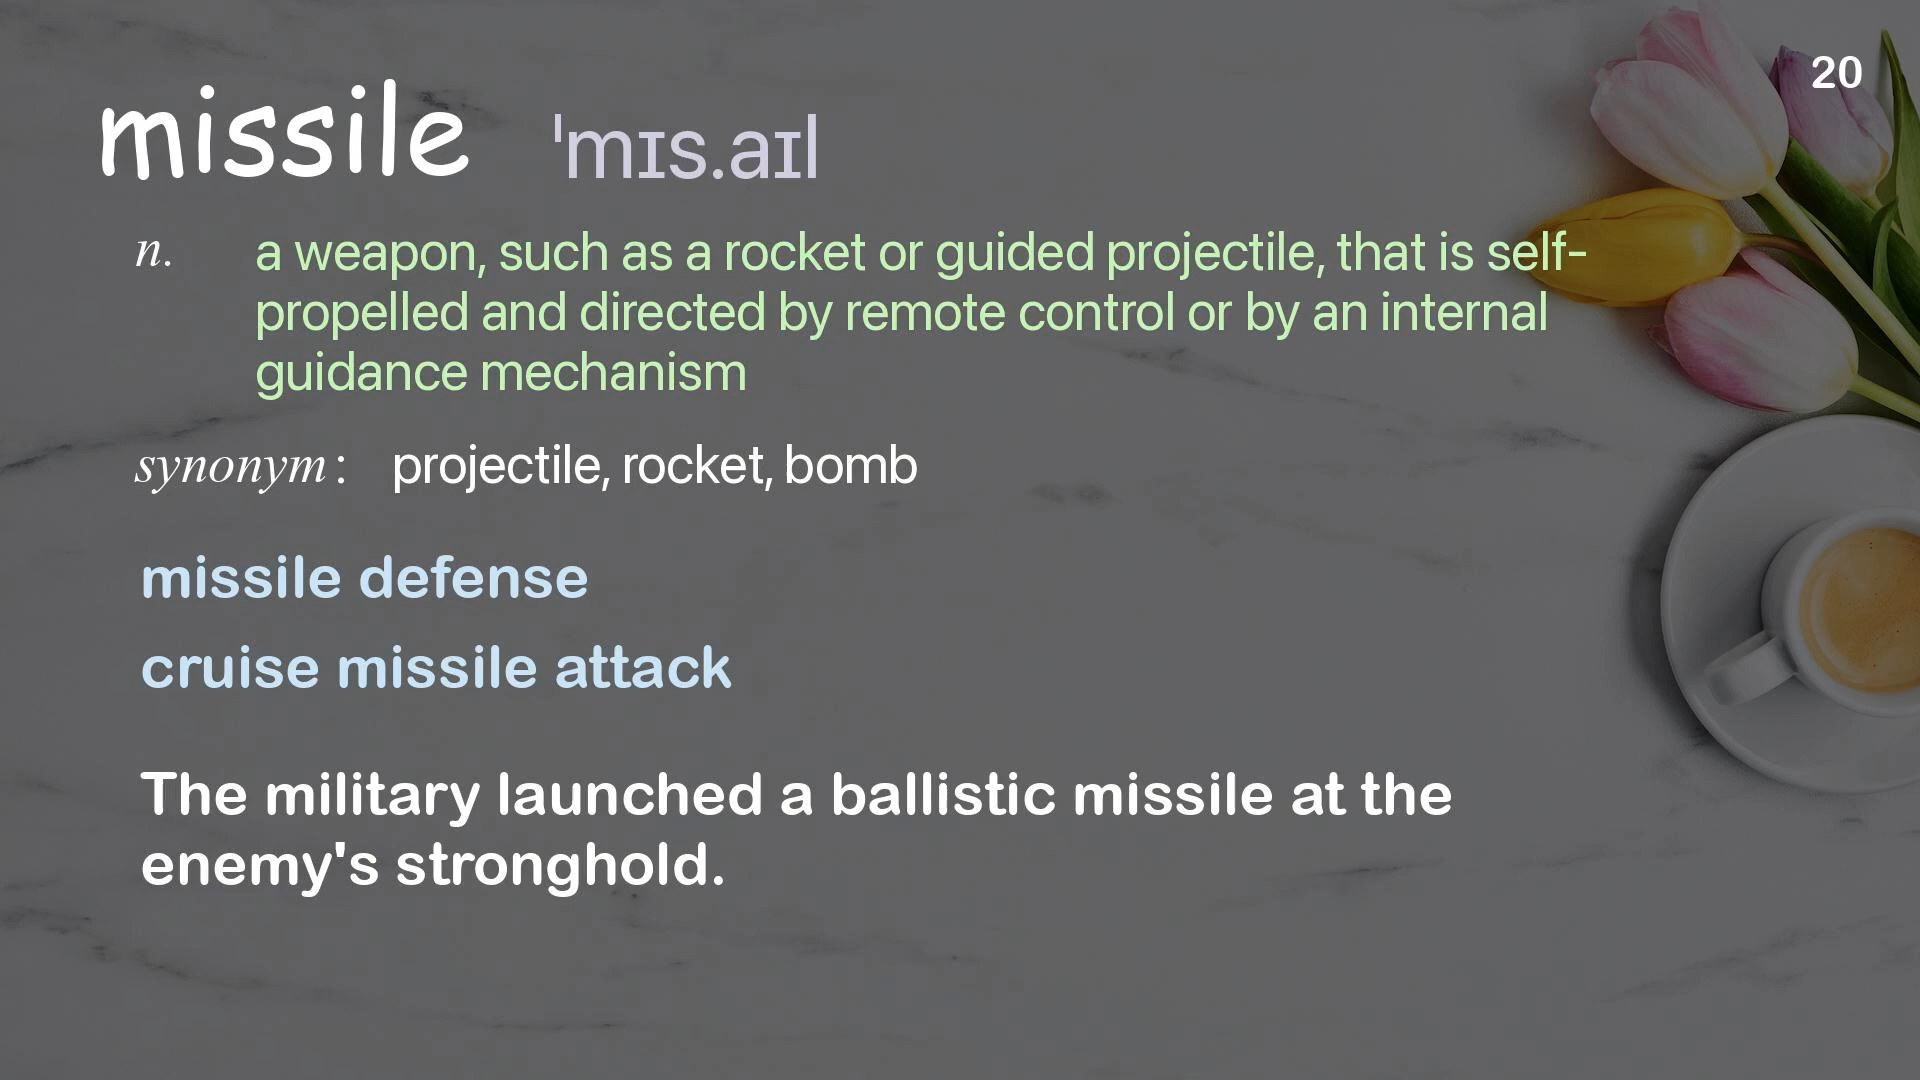 20
missile ˈmɪs.aɪl
n. a weapon, such as a rocket or guided projectile, that is self-
propelled and directed by remote control or by an internal
guidance mechanism
synonym: projectile, rocket, bomb
missile defense
cruise missile attack
The military launched a ballistic missile at the
enemy's stronghold.